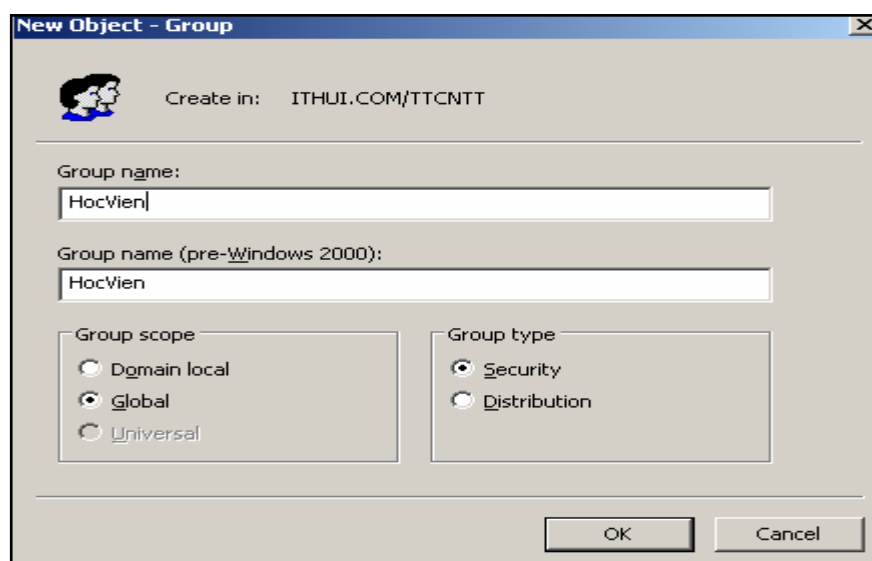 New Object - Group
Create in: ITHUI.COM/TTCNTT
Group name:
HocVien
Group name (pre-Windows 2000):
HocVien
Group scope
Domain local
Global
Universal
Group type
Security
Distribution
OK
Cancel